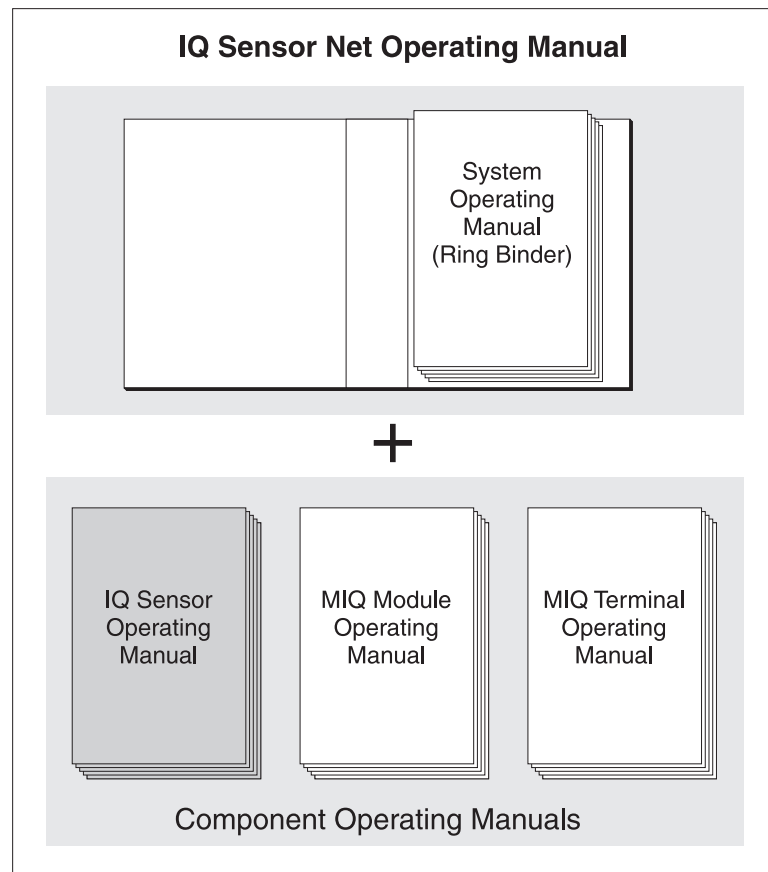 IQ Sensor Net Operating Manual
System
Operating
Manual
(Ring Binder)
+
IQ Sensor
Operating
Manual
MIQ Module
Operating
Manual
MIQ Terminal
Operating
Manual
Component Operating Manuals